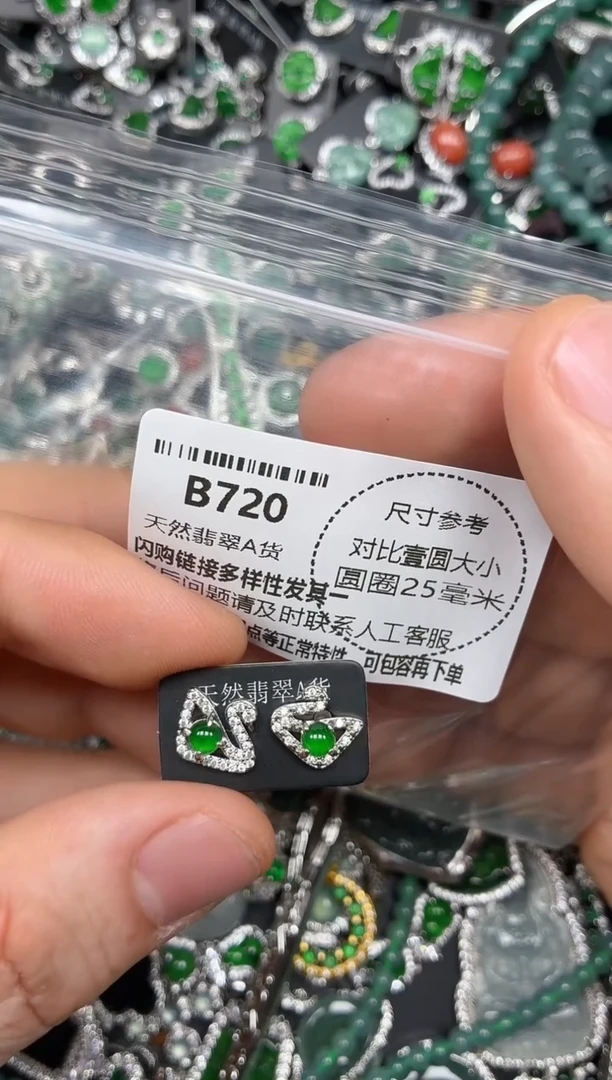 B720
天然翡翠A货
闪购链接多样性发其一
后问题请及时联系人工客服
点等正常特性，可包容再下单
尺寸参考
对比壹圆大小
圆圈25毫米
天然翡翠A货